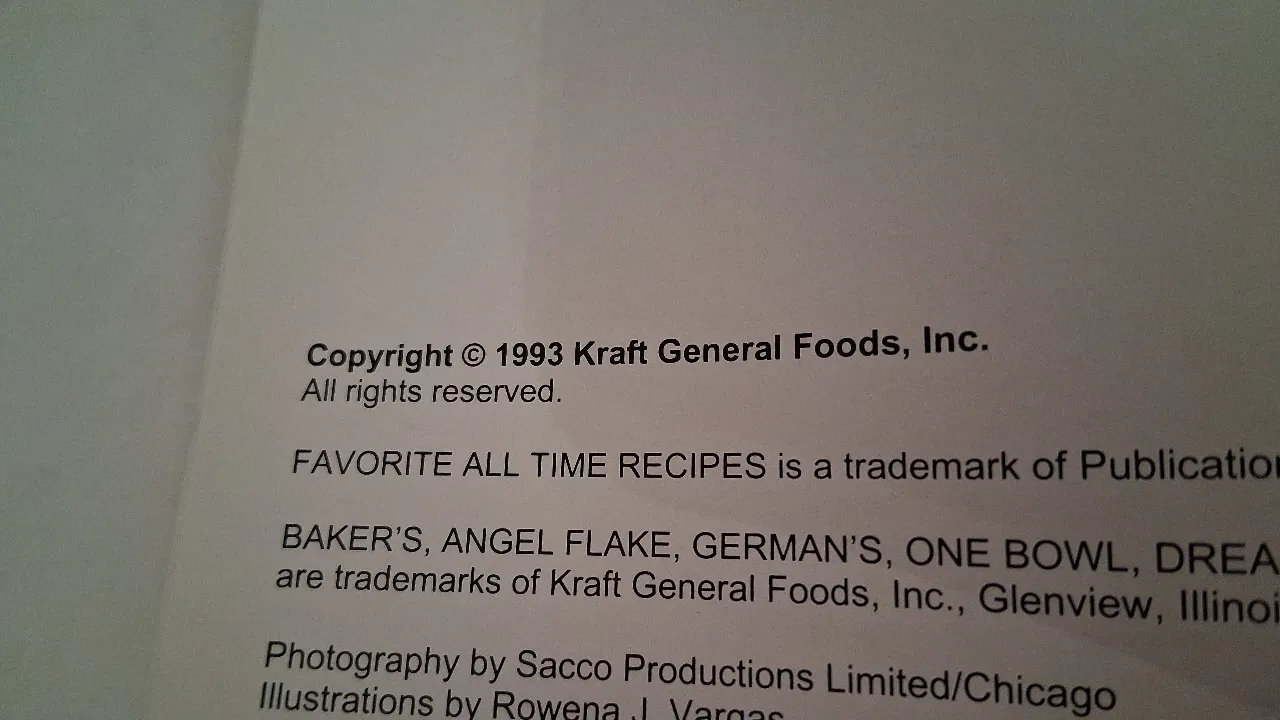 Copyright © 1993 Kraft General Foods, Inc.
All rights reserved.
FAVORITE ALL TIME RECIPES is a trademark of
BAKER'S, ANGEL FLAKE, GERMAN'S, ONE BOWL,
are trademarks of Kraft General Foods, Inc., Glenview,
Photography by Sacco Productions Limited/Chicago
Illustrations by Rowena J. Vargas